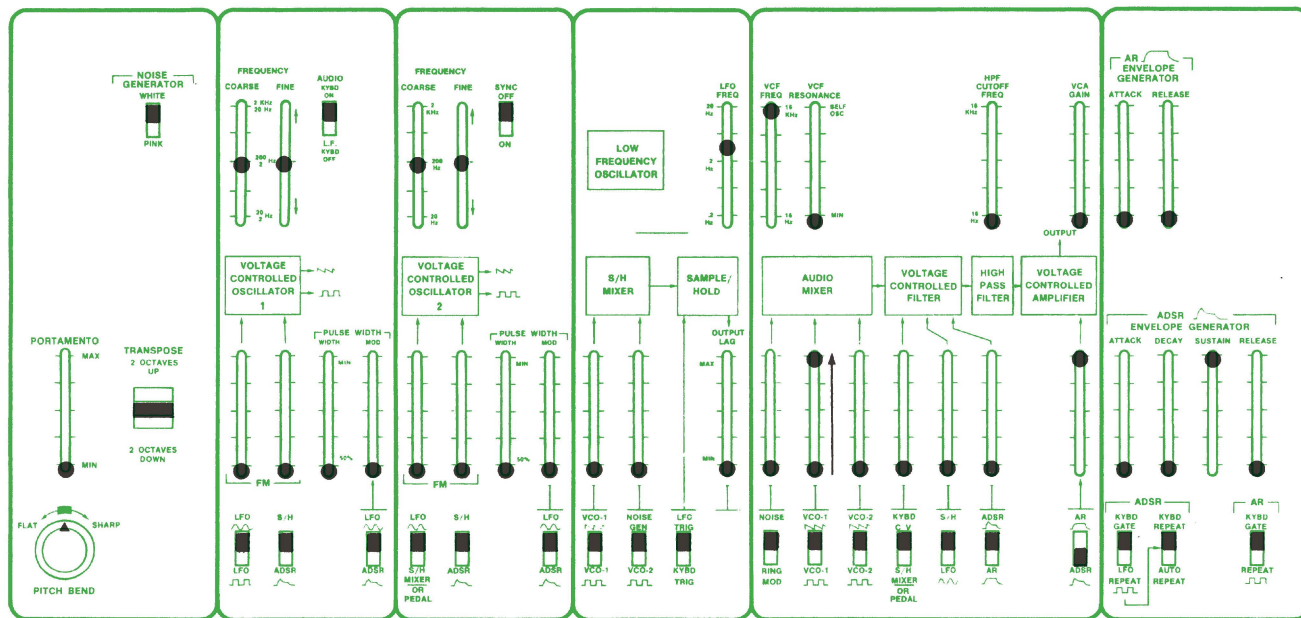 NOISE
GENERATOR
WHITE
PINK
PORTAMENTO
MAX
MIN
TRANSPOSE
2 OCTAVES
UP
2 OCTAVES
DOWN
FLAT
SHARP
PITCH BEND
FREQUENCY
COARSE
FINE
2 KHz
20 Hz
200
2
Hz
20
2
Hz
AUDIO
KYBD
ON
L.F.
KYBD
OFF
VOLTAGE
CONTROLLED
OSCILLATOR
1
PULSE WIDTH
WIDTH
MOD
MIN
50%
FM
LFO
S/H
LFO
LFO
ADSR
ADSR
FREQUENCY
COARSE
FINE
2
KHz
200
Hz
20
Hz
SYNC
OFF
ON
VOLTAGE
CONTROLLED
OSCILLATOR
2
PULSE WIDTH
WIDTH
MOD
MIN
50%
FM
LFO
S/H
LFO
S/H
MIXER
OR
PEDAL
ADSR
ADSR
LOW
FREQUENCY
OSCILLATOR
LFO
FREQ
20
Hz
2
Hz
.2
Hz
S/H
MIXER
SAMPLE/
HOLD
OUTPUT
LAG
MAX
MIN
VCO-1
NOISE
GEN
TRIG
VCO-1
VCO-2
KYBD
TRIG
VCF
FREQ
16
KHz
16
Hz
VCF
RESONANCE
SELF
OSC
MIN
HPF
CUTOFF
FREQ
16
KHz
16
Hz
VCA
GAIN
OUTPUT
AUDIO
MIXER
VOLTAGE
CONTROLLED
FILTER
HIGH
PASS
FILTER
VOLTAGE
CONTROLLED
AMPLIFIER
NOISE
VCO-1
VCO-2
KYBD
C.V
S/H
ADSR
AR
RING
MOD
VCO-1
VCO-2
S/H
MIXER
OR
PEDAL
LFO
AR
ADSR
AR
ENVELOPE
GENERATOR
ATTACK
RELEASE
ADSR
ENVELOPE GENERATOR
ATTACK
DECAY
SUSTAIN
RELEASE
ADSR
KYBD
GATE
KYBD
REPEAT
LFO
REPEAT
AUTO
REPEAT
AR
KYBD
GATE
REPEAT